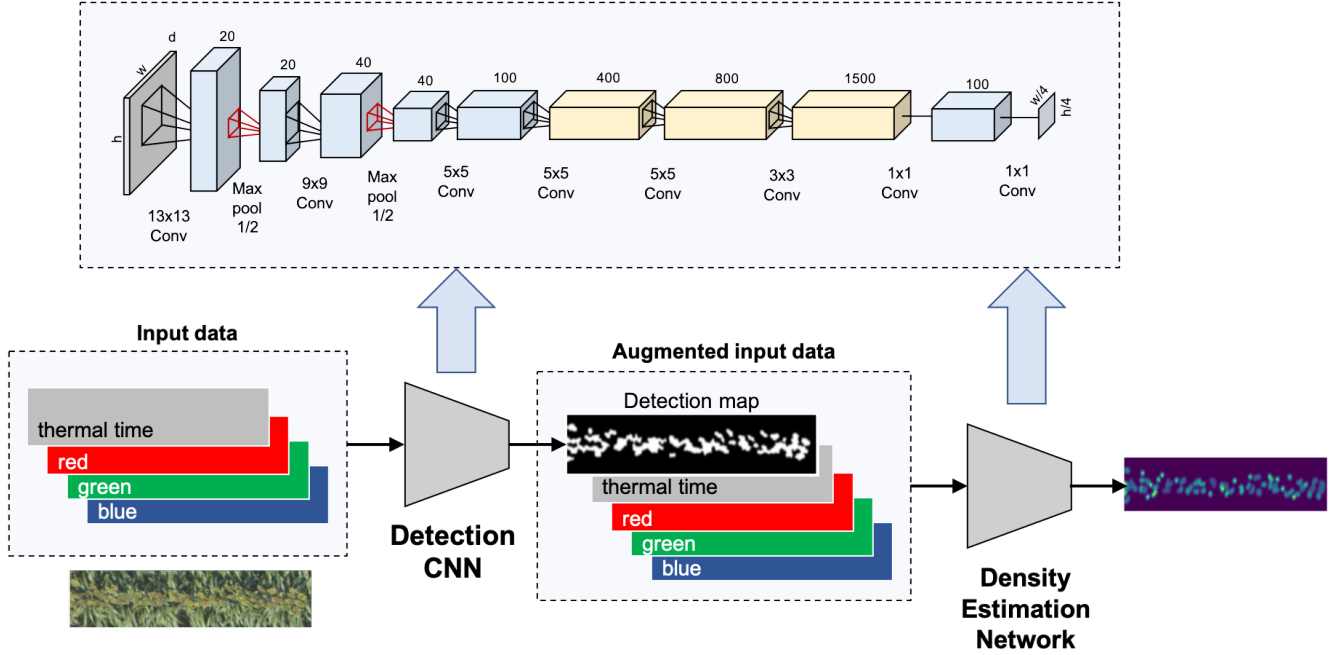 d
w
h
20
20
40
40
100
400
800
1500
100
w/4
h/4
13x13
Conv
Max
pool
1/2
9x9
Conv
Max
pool
1/2
5x5
Conv
5x5
Conv
5x5
Conv
3x3
Conv
1x1
Conv
1x1
Conv
Input data
thermal time
red
green
blue
Detection
CNN
Augmented input data
Detection map
thermal time
red
green
blue
Density
Estimation
Network